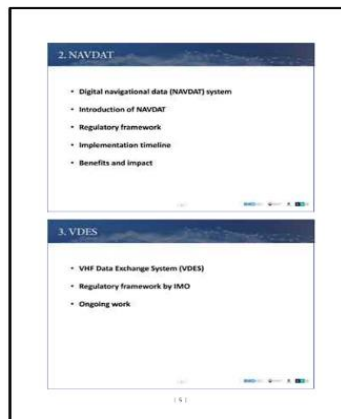 2. NAVDAT
• Digital navigational data (NAVDAT) system
• Introduction of NAVDAT
• Regulatory framework
• Implementation timeline
• Benefits and impact
3. VDES
• VHF Data Exchange System (VDES)
• Regulatory framework by IMO
• Ongoing work